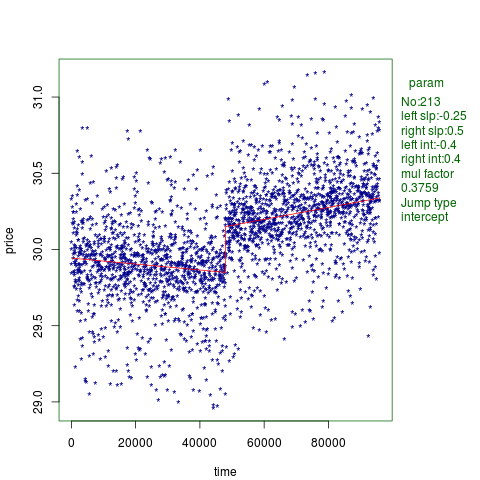 param
No:213
left slp:-0.25
right slp:0.5
left int:-0.4
right int:0.4
mul factor
0.3759
Jump type
intercept
price
31.0
30.5
30.0
29.5
29.0
0 20000 40000 60000 80000
time